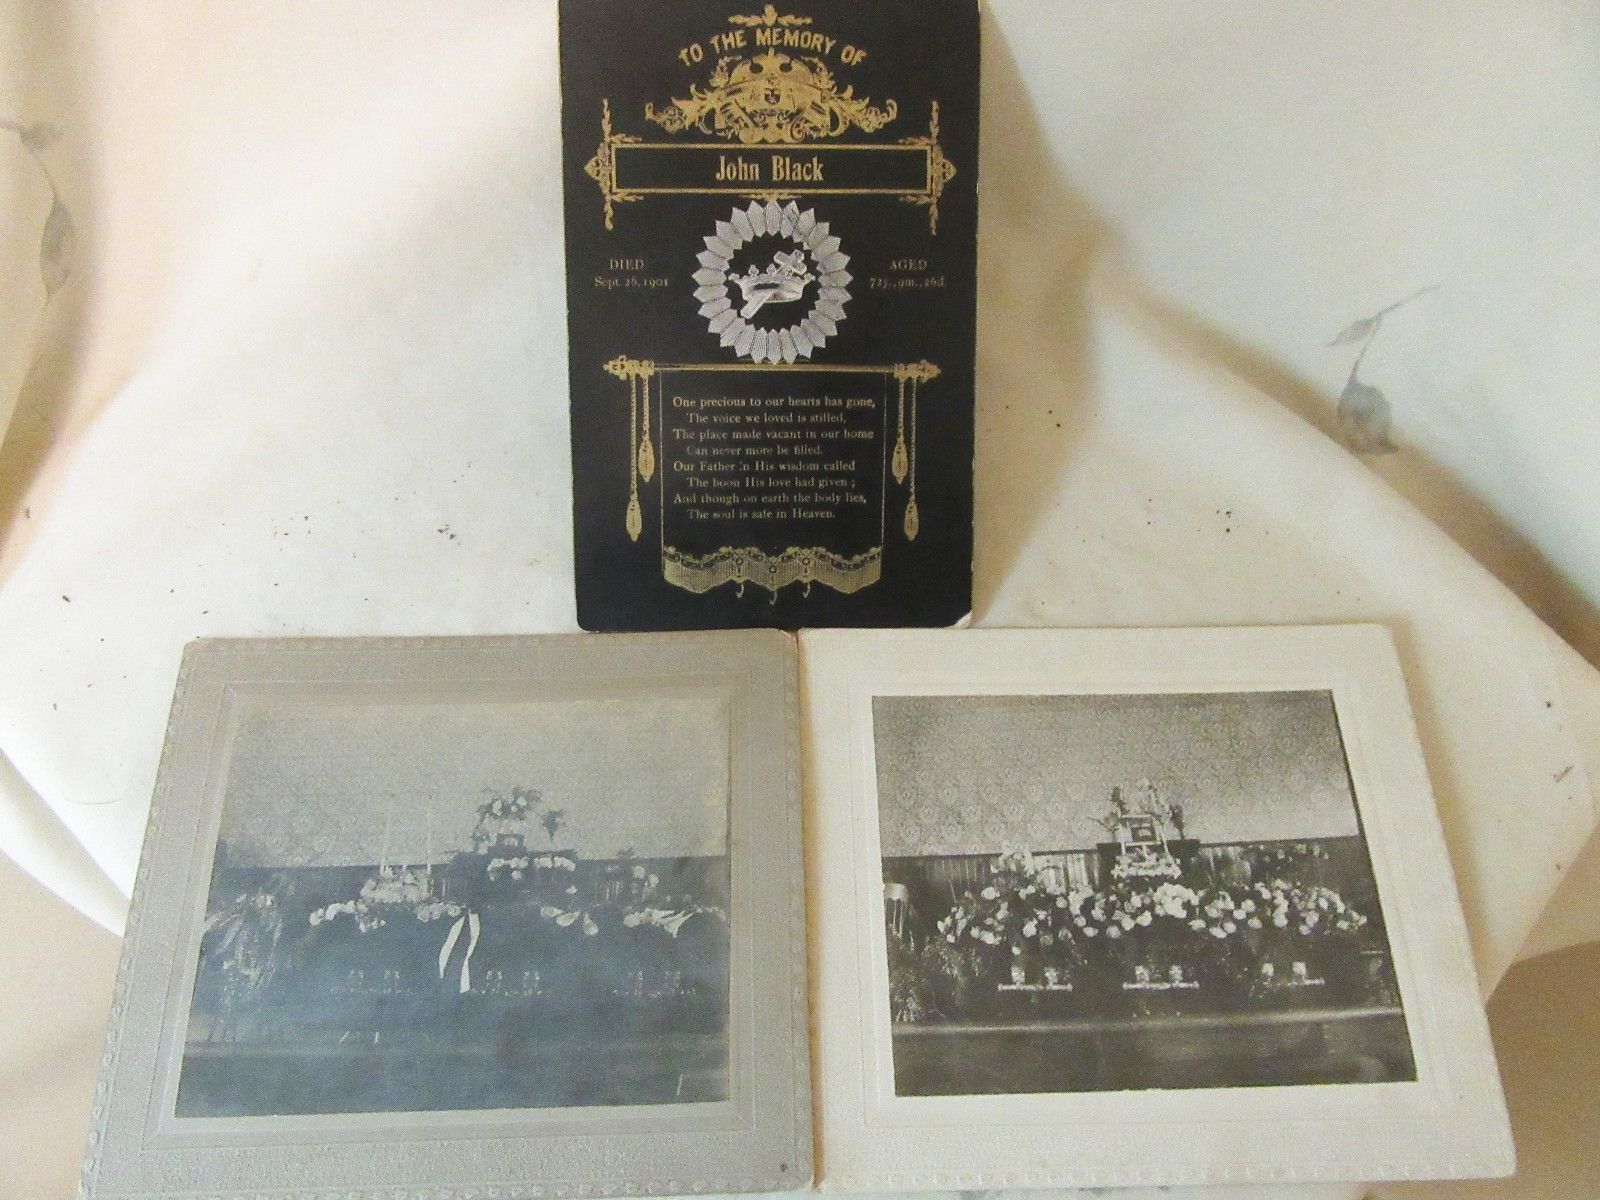 TO THE MEMORY OF
John Black
DIED
Sept. 26, 1901
AGED
72y., 9m., 26d.
One precious to our hearts has gone,
The voice we loved is stilled,
The place made vacant in our home
Can never more be filled.
Our Father in His wisdom called
The boon His love had given;
And though on earth the body lies,
The soul is safe in Heaven.